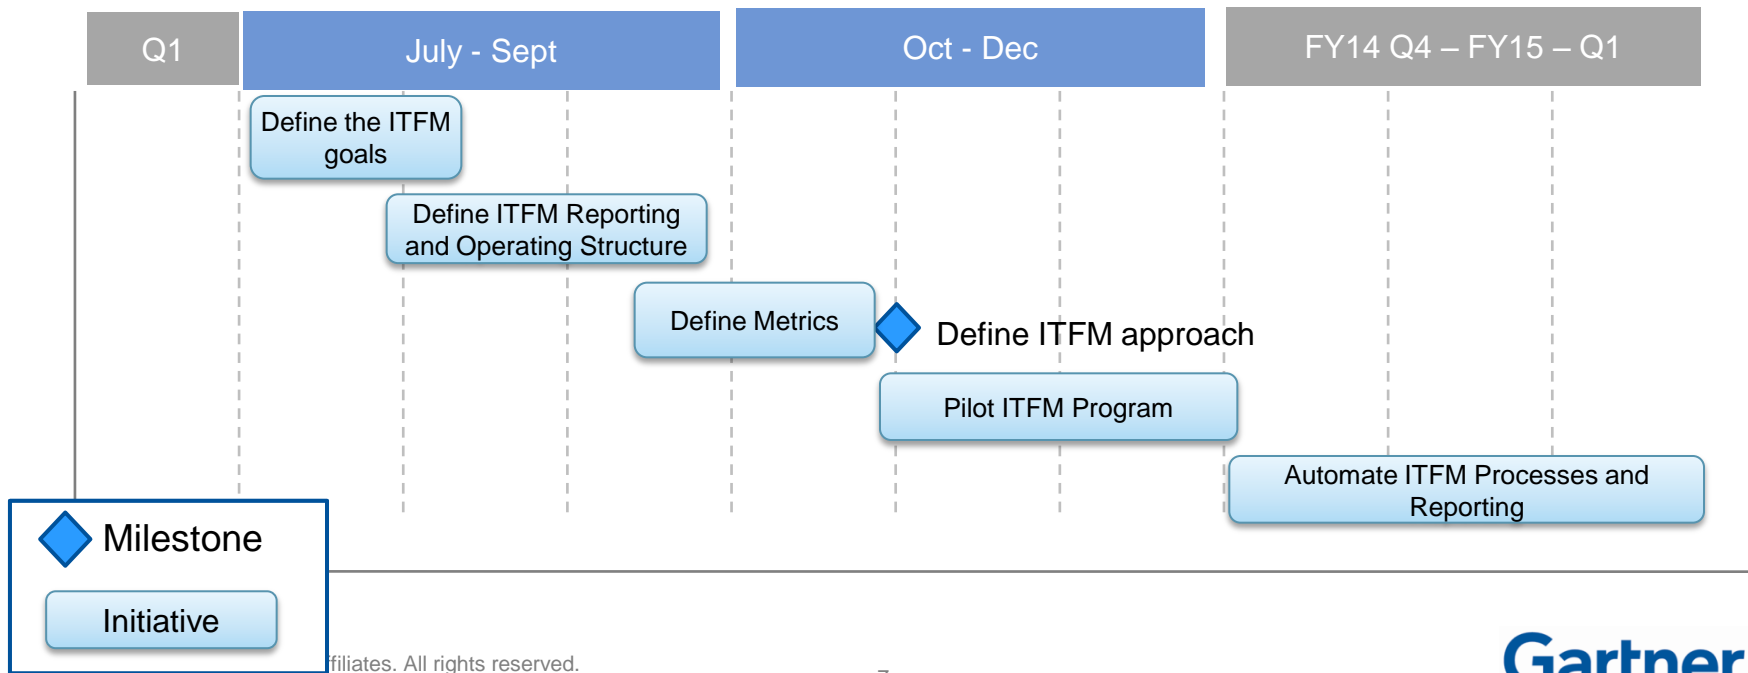 Q1
July - Sept
Oct - Dec
FY14 Q4 – FY15 – Q1
Define the ITFM
goals
Define ITFM Reporting
and Operating Structure
Define Metrics
Define ITFM approach
Pilot ITFM Program
Automate ITFM Processes and
Reporting
Milestone
Initiative
All rights reserved.
Gartner